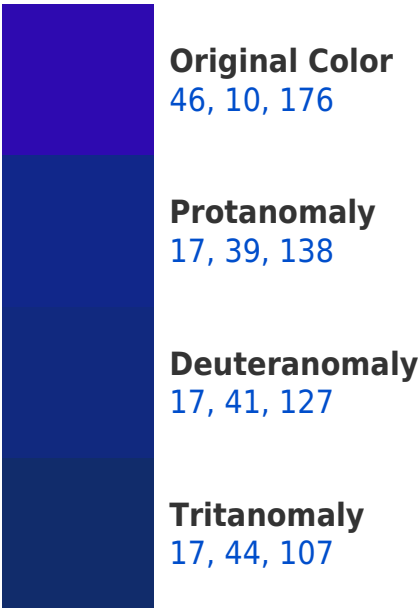 Original Color
46, 10, 176
Protanomaly
17, 39, 138
Deuteranomaly
17, 41, 127
Tritanomaly
17, 44, 107